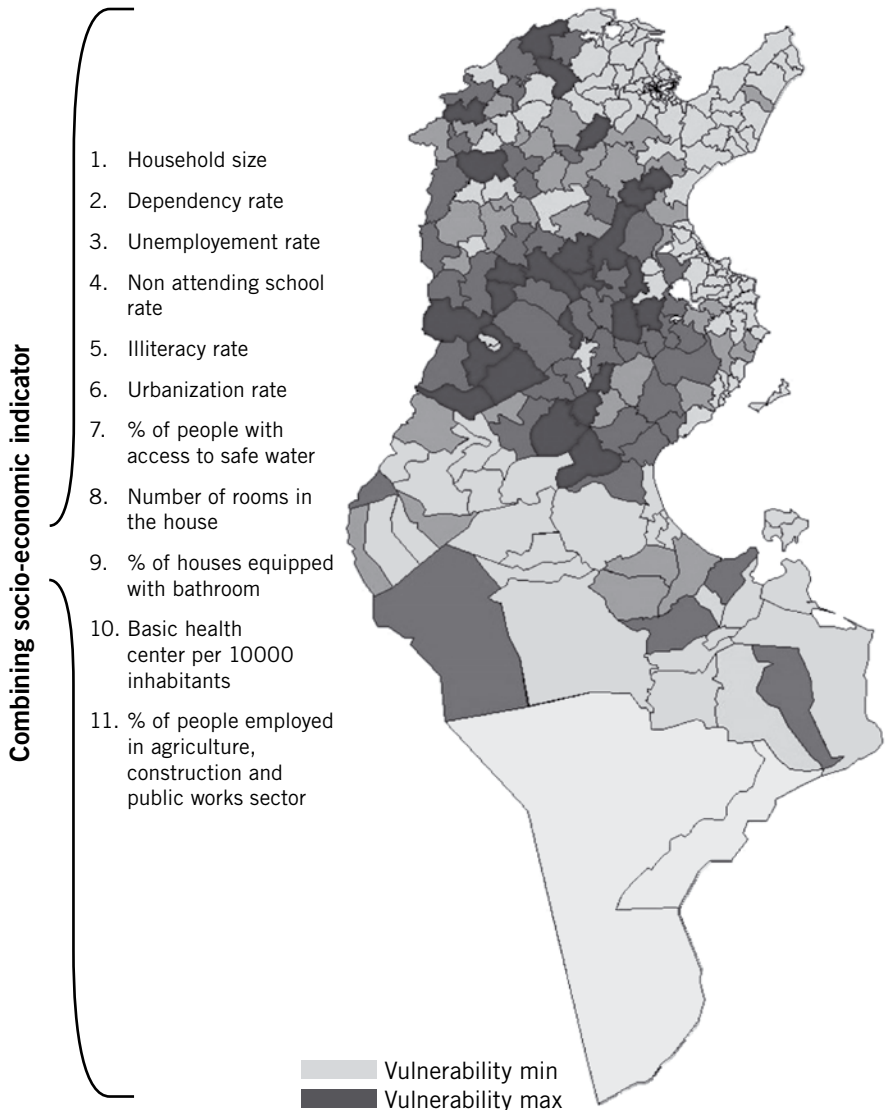 Combining socio-economic indicator
1. Household size
2. Dependency rate
3. Unemployement rate
4. Non attending school
rate
5. Illiteracy rate
6. Urbanization rate
7. % of people with
access to safe water
8. Number of rooms in
the house
9. % of houses equipped
with bathroom
10. Basic health
center per 10000
inhabitants
11. % of people employed
in agriculture,
construction and
public works sector
Vulnerability min
Vulnerability max